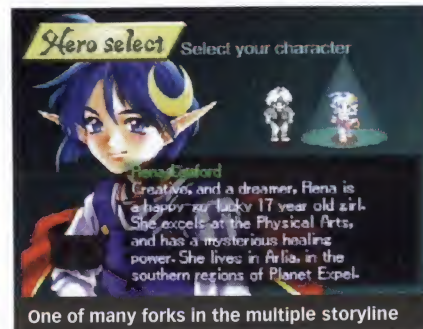 Hero select
Select your character
Rena Lanford
Creative, and a dreamer, Rena is
a happy go lucky 17 year old girl.
She excels at the Physical Arts,
and has a mysterious healing
power. She lives in Arlia, in the
southern regions of Planet Expel.
One of many forks in the multiple storyline